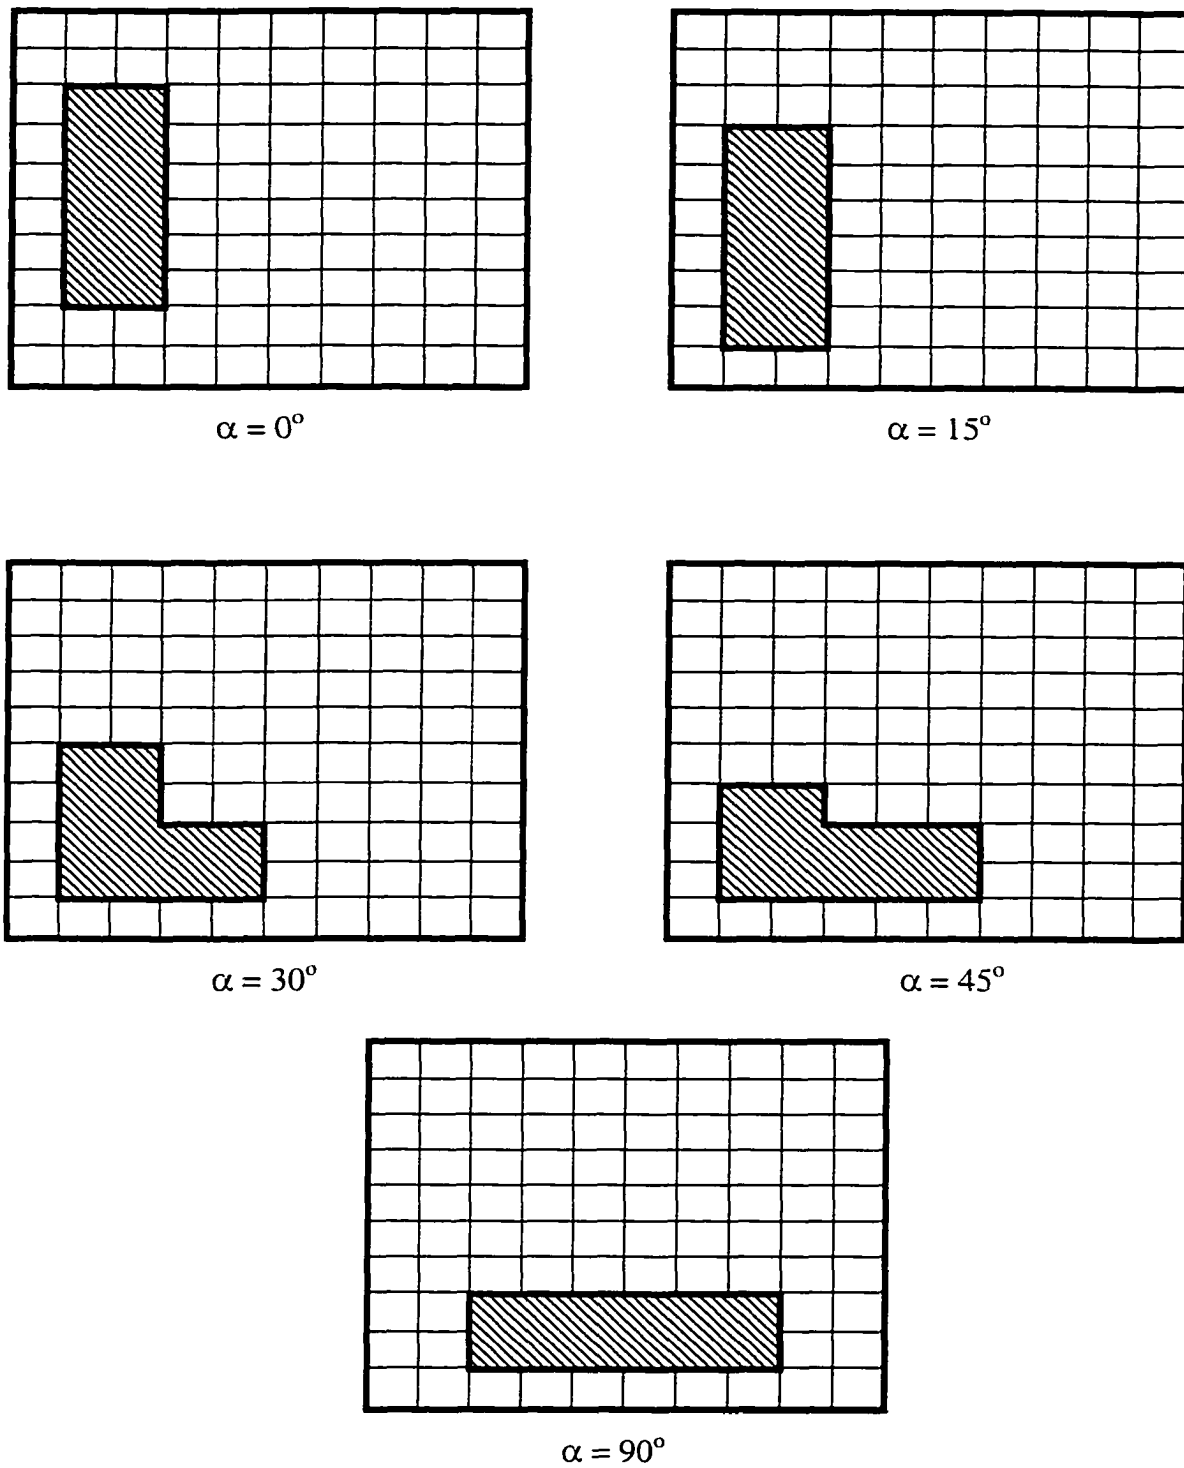 α = 0°
α = 15°
α = 30°
α = 45°
α = 90°